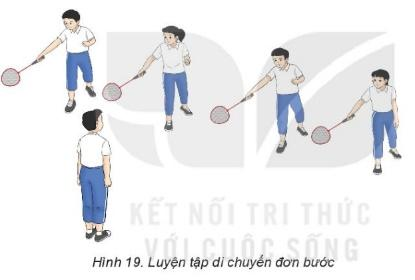 KẾT NỐI TRI THỨC
VỚI CUỘC SỐNG
Hình 19. Luyện tập di chuyển đơn bước